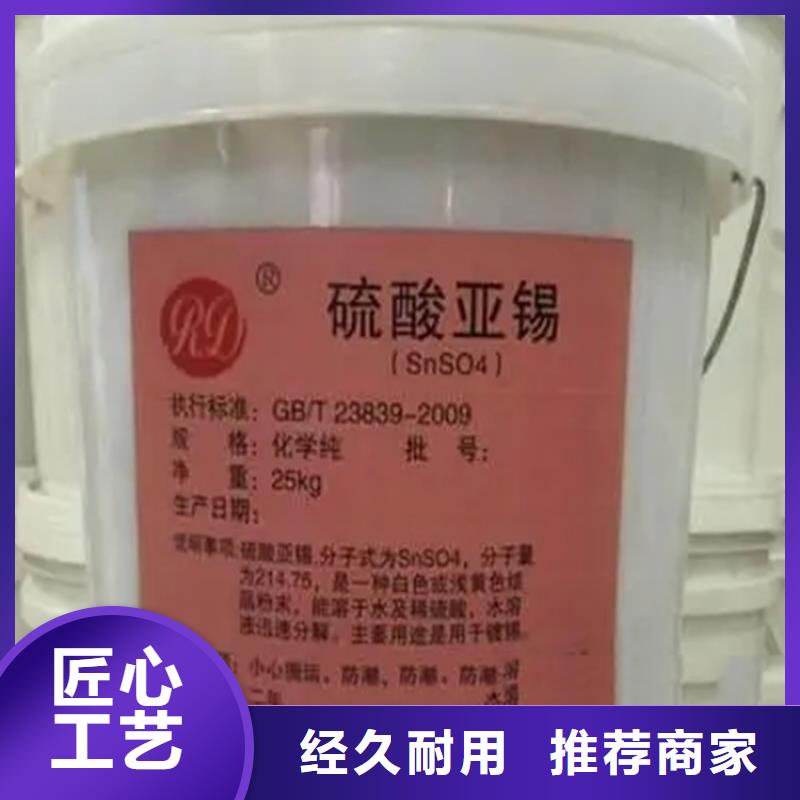 RD ®
硫酸亚锡
(SnSO4)
执行标准: GB/T 23839-2009
规 格: 化学纯 批 号:
净 重: 25kg
生产日期:
说明事项:硫酸亚锡,分子式为SnSO4,分子量
为214.75,是一种白色或浅黄色结
晶粉末,能溶于水及稀硫酸,水溶
液迅速分解。主要用途是用于镀锡。
小心搬运、防潮、防潮、防潮·溶
二年 水溶
匠心
工艺
经久耐用 推荐商家